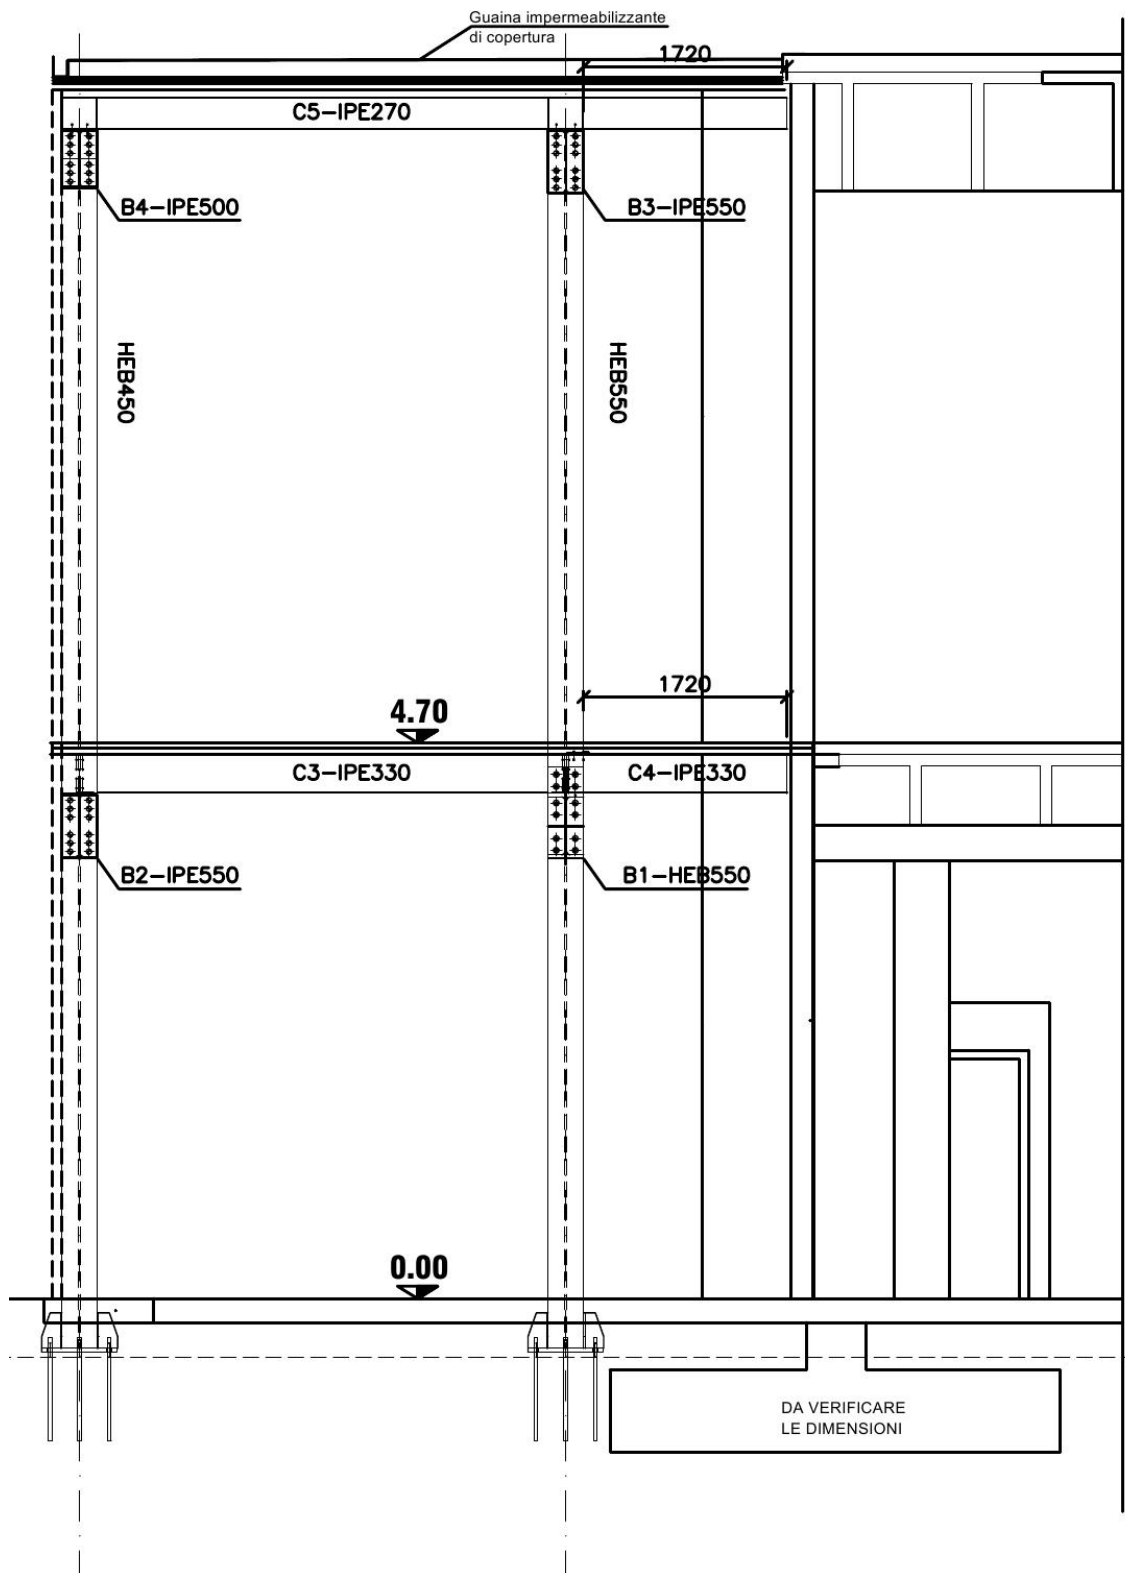 Guaina impermeabilizzante
di copertura
1720
C5-IPE270
B4-IPE500
B3-IPE550
HEB450
HEB550
1720
4.70
C3-IPE330
C4-IPE330
B2-IPE550
B1-HEB550
0.00
DA VERIFICARE
LE DIMENSIONI